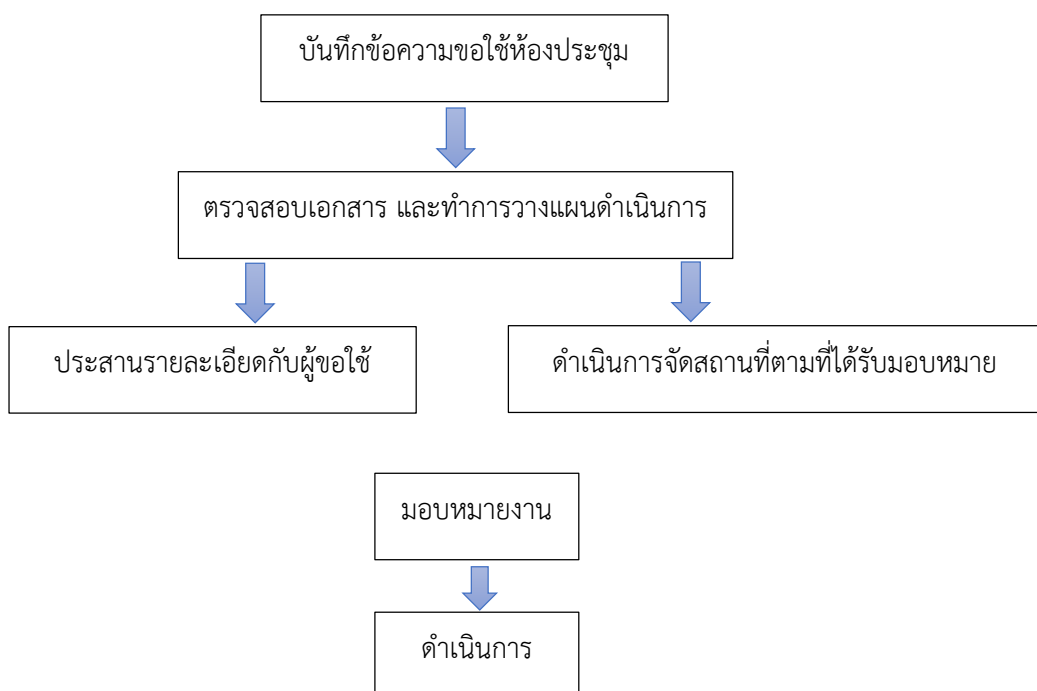 บันทึกข้อความขอใช้ห้องประชุม
ตรวจสอบเอกสาร และทำการวางแผนดำเนินการ
ประสานรายละเอียดกับผู้ขอใช้
ดำเนินการจัดสถานที่ตามที่ได้รับมอบหมาย
มอบหมายงาน
ดำเนินการ